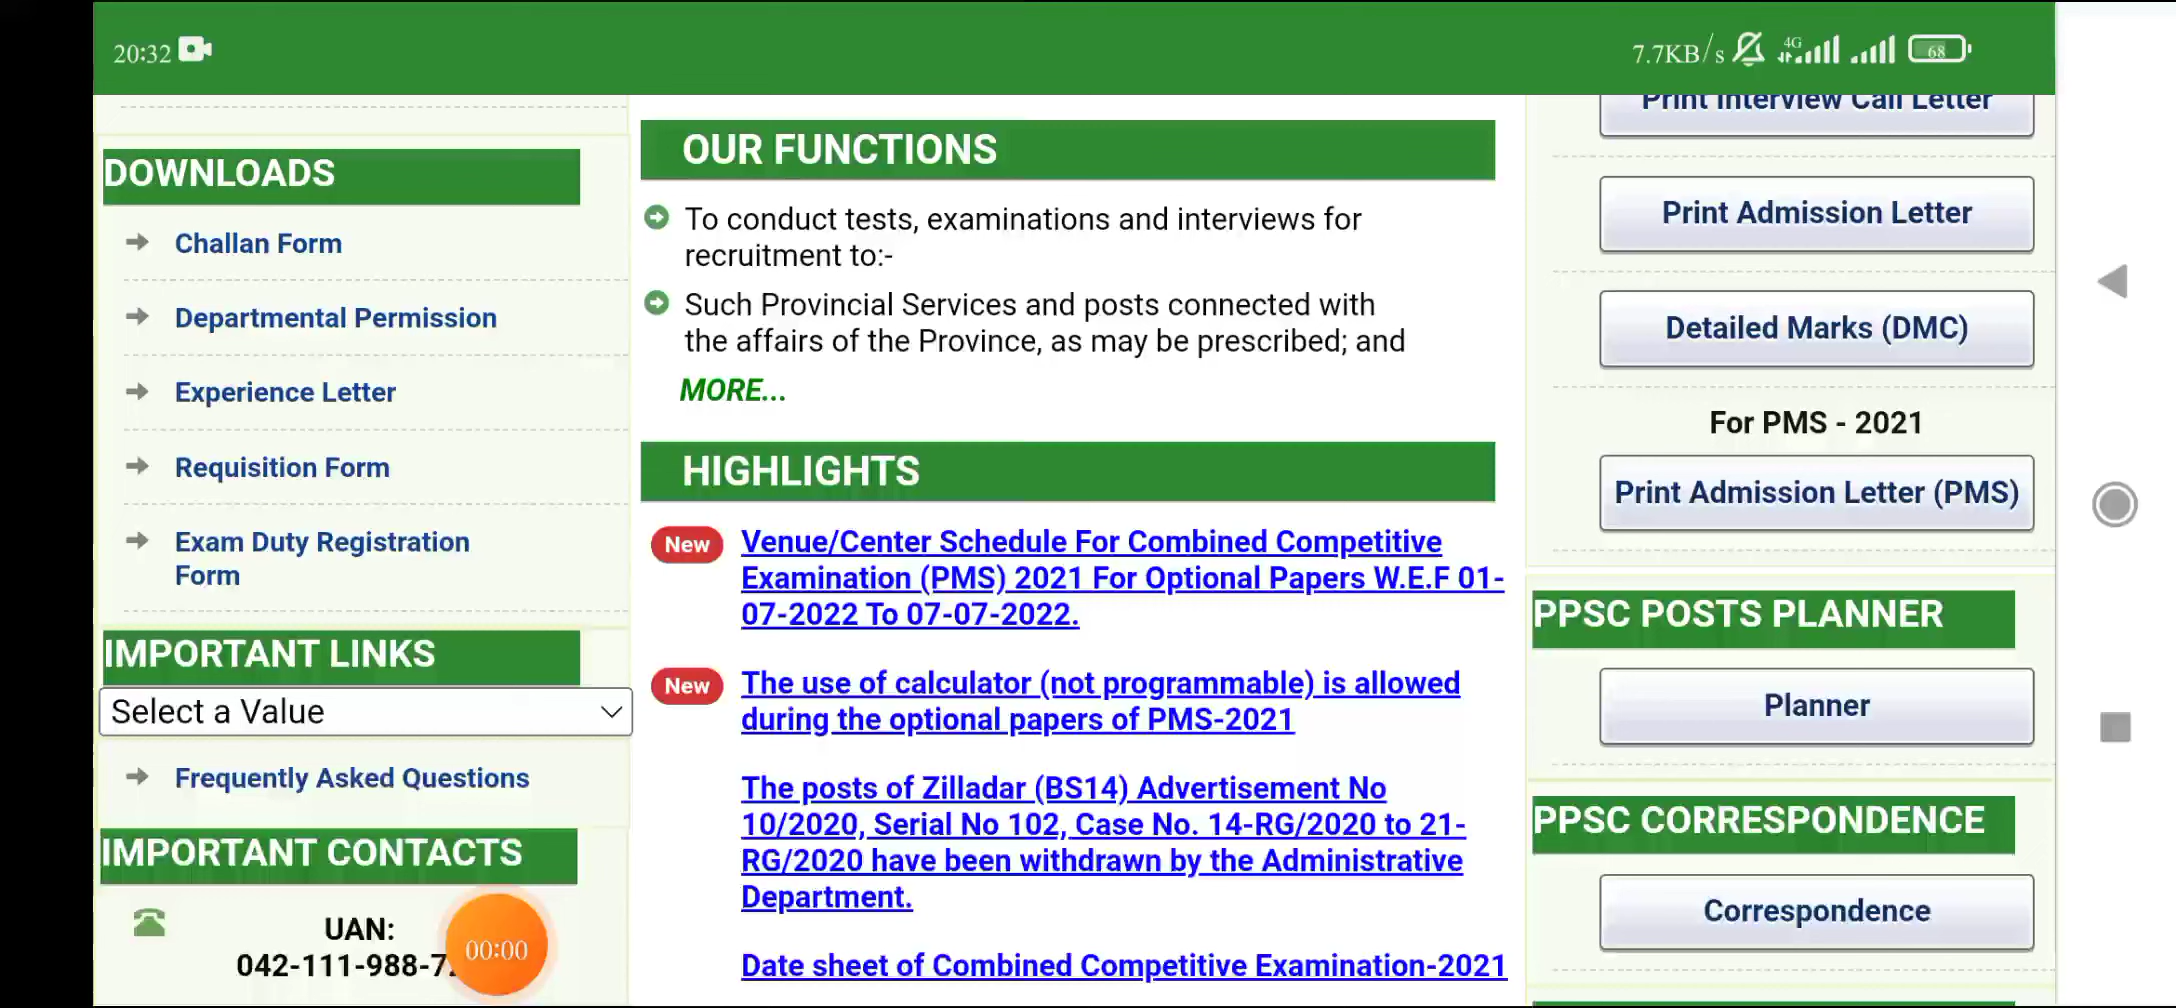 20:32
7.7KB/s 4G 68
DOWNLOADS
Challan Form
Departmental Permission
Experience Letter
Requisition Form
Exam Duty Registration
Form
IMPORTANT LINKS
Select a Value
Frequently Asked Questions
IMPORTANT CONTACTS
UAN:
042-111-988-7
00:00
OUR FUNCTIONS
To conduct tests, examinations and interviews for
recruitment to:-
Such Provincial Services and posts connected with
the affairs of the Province, as may be prescribed; and
MORE...
HIGHLIGHTS
New Venue/Center Schedule For Combined Competitive
Examination (PMS) 2021 For Optional Papers W.E.F 01-
07-2022 To 07-07-2022.
New The use of calculator (not programmable) is allowed
during the optional papers of PMS-2021
The posts of Zilladar (BS14) Advertisement No
10/2020, Serial No 102, Case No. 14-RG/2020 to 21-
RG/2020 have been withdrawn by the Administrative
Department.
Date sheet of Combined Competitive Examination-2021
Print Interview Call Letter
Print Admission Letter
Detailed Marks (DMC)
For PMS - 2021
Print Admission Letter (PMS)
PPSC POSTS PLANNER
Planner
PPSC CORRESPONDENCE
Correspondence